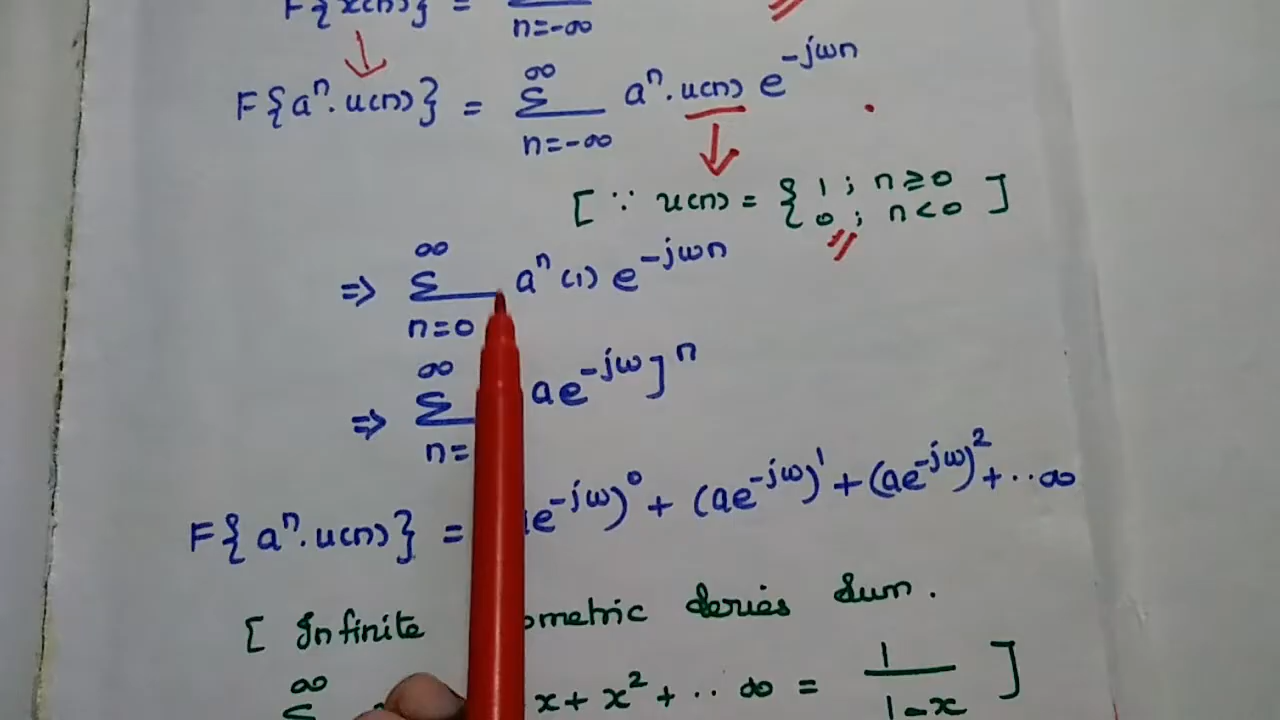 F{x(n)} = n=-∞
F{aⁿ.u(n)} = ∞ Σ n=-∞ aⁿ.u(n) e^-jωn
[∵ u(n) = { 1 ; n≥0
0 ; n<0 ]
⇒ ∞ Σ n=0 aⁿ(1) e^-jωn
⇒ ∞ Σ n= ae^-jω]ⁿ
F{aⁿ.u(n)} = e^-jω)⁰ + (ae^-jω)¹ + (ae^-jω)² + ..∞
[ Infinite ometric Series Sum.
∞ Σ x + x² + .. ∞ = 1/1-x ]